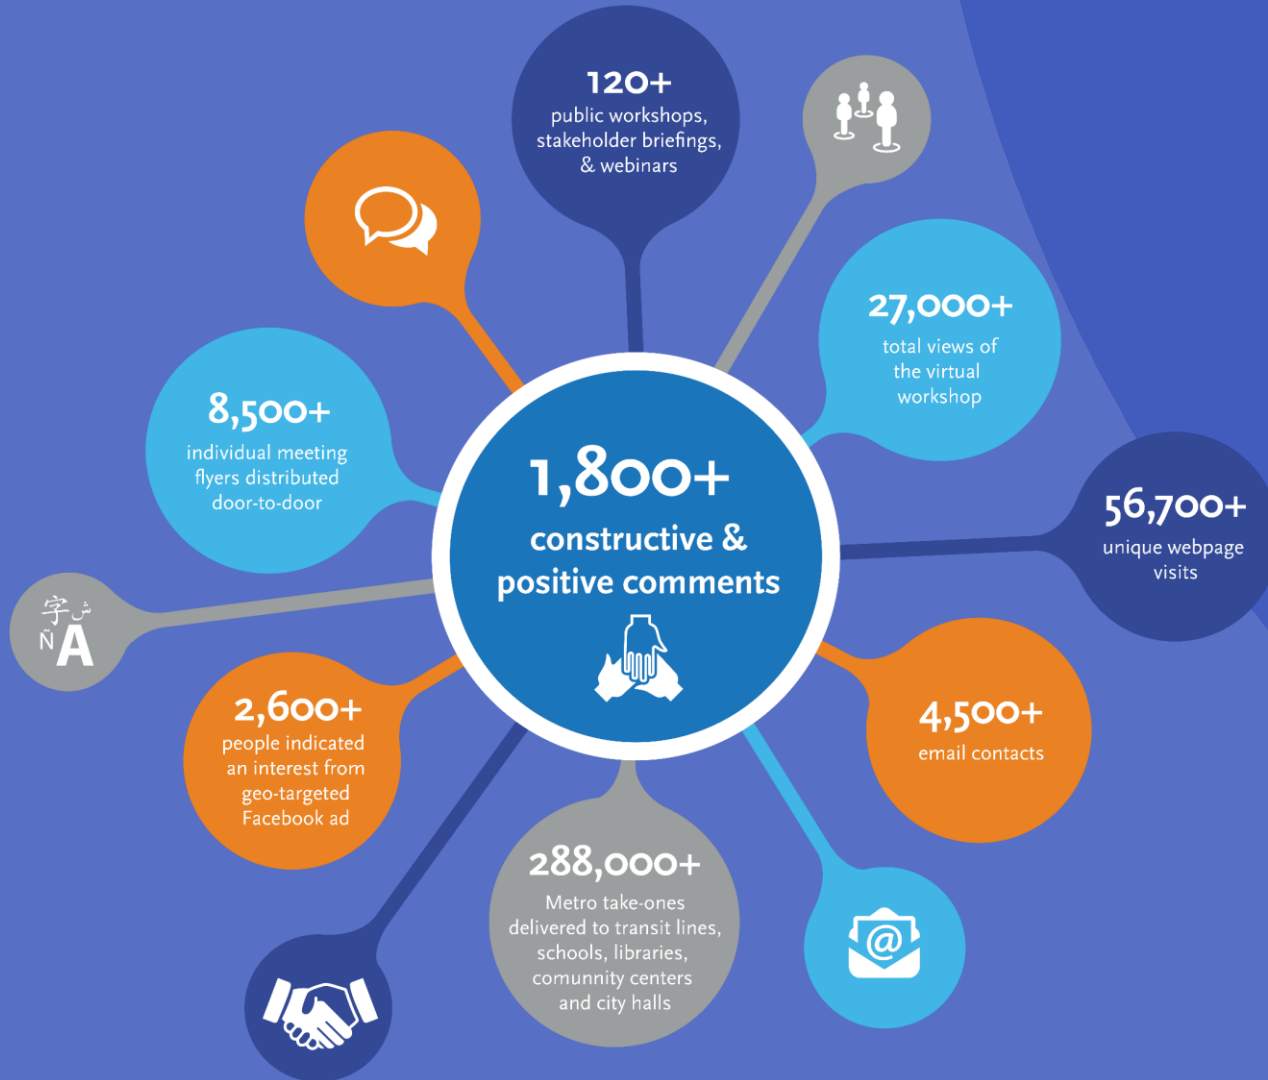 120+
public workshops,
stakeholder briefings,
& webinars
27,000+
total views of
the virtual
workshop
8,500+
individual meeting
flyers distributed
door-to-door
1,800+
constructive &
positive comments
56,700+
unique webpage
visits
字 ش
Ñ A
2,600+
people indicated
an interest from
geo-targeted
Facebook ad
4,500+
email contacts
288,000+
Metro take-ones
delivered to transit lines,
schools, libraries,
comunnity centers
and city halls
@